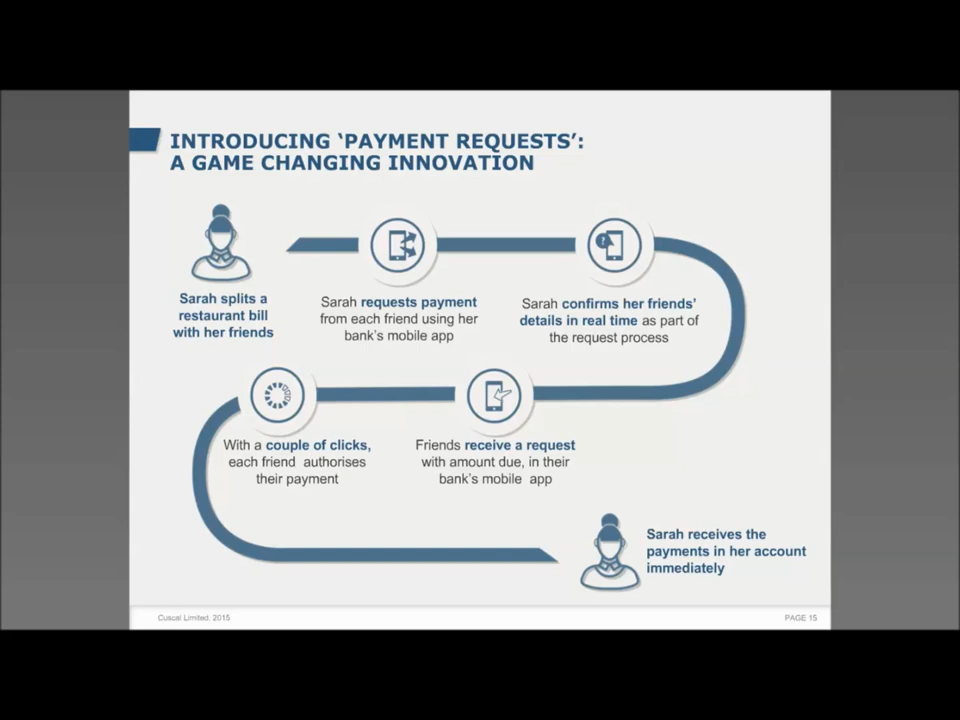 INTRODUCING ‘PAYMENT REQUESTS’:
A GAME CHANGING INNOVATION
Sarah splits a
restaurant bill
with her friends
Sarah requests payment
from each friend using her
bank’s mobile app
Sarah confirms her friends’
details in real time as part of
the request process
Friends receive a request
with amount due, in their
bank’s mobile app
With a couple of clicks,
each friend authorises
their payment
Sarah receives the
payments in her account
immediately
Cuscal Limited, 2015
PAGE 15